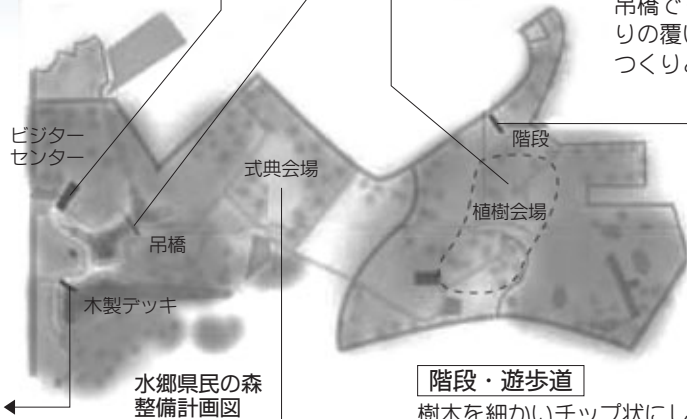 吊橋で
りの覆い
つくりと
ビジター
センター
階段
式典会場
植樹会場
吊橋
木製デッキ
水郷県民の森
整備計画図
階段・遊歩道
樹木を細かいチップ状にし